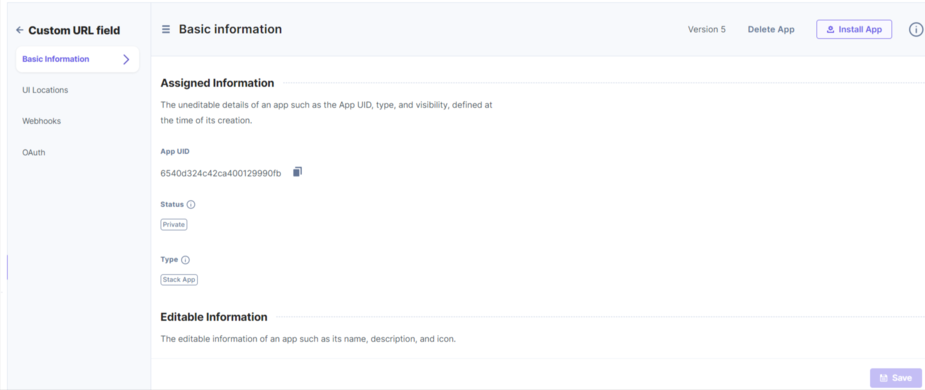 Custom URL field
Basic Information
UI Locations
Webhooks
OAuth
Basic information
Version 5
Delete App
Install App
Assigned Information
The uneditable details of an app such as the App UID, type, and visibility, defined at
the time of its creation.
App UID
6540d324c42ca400129990fb
Status
Private
Type
Stack App
Editable Information
The editable information of an app such as its name, description, and icon.
Save